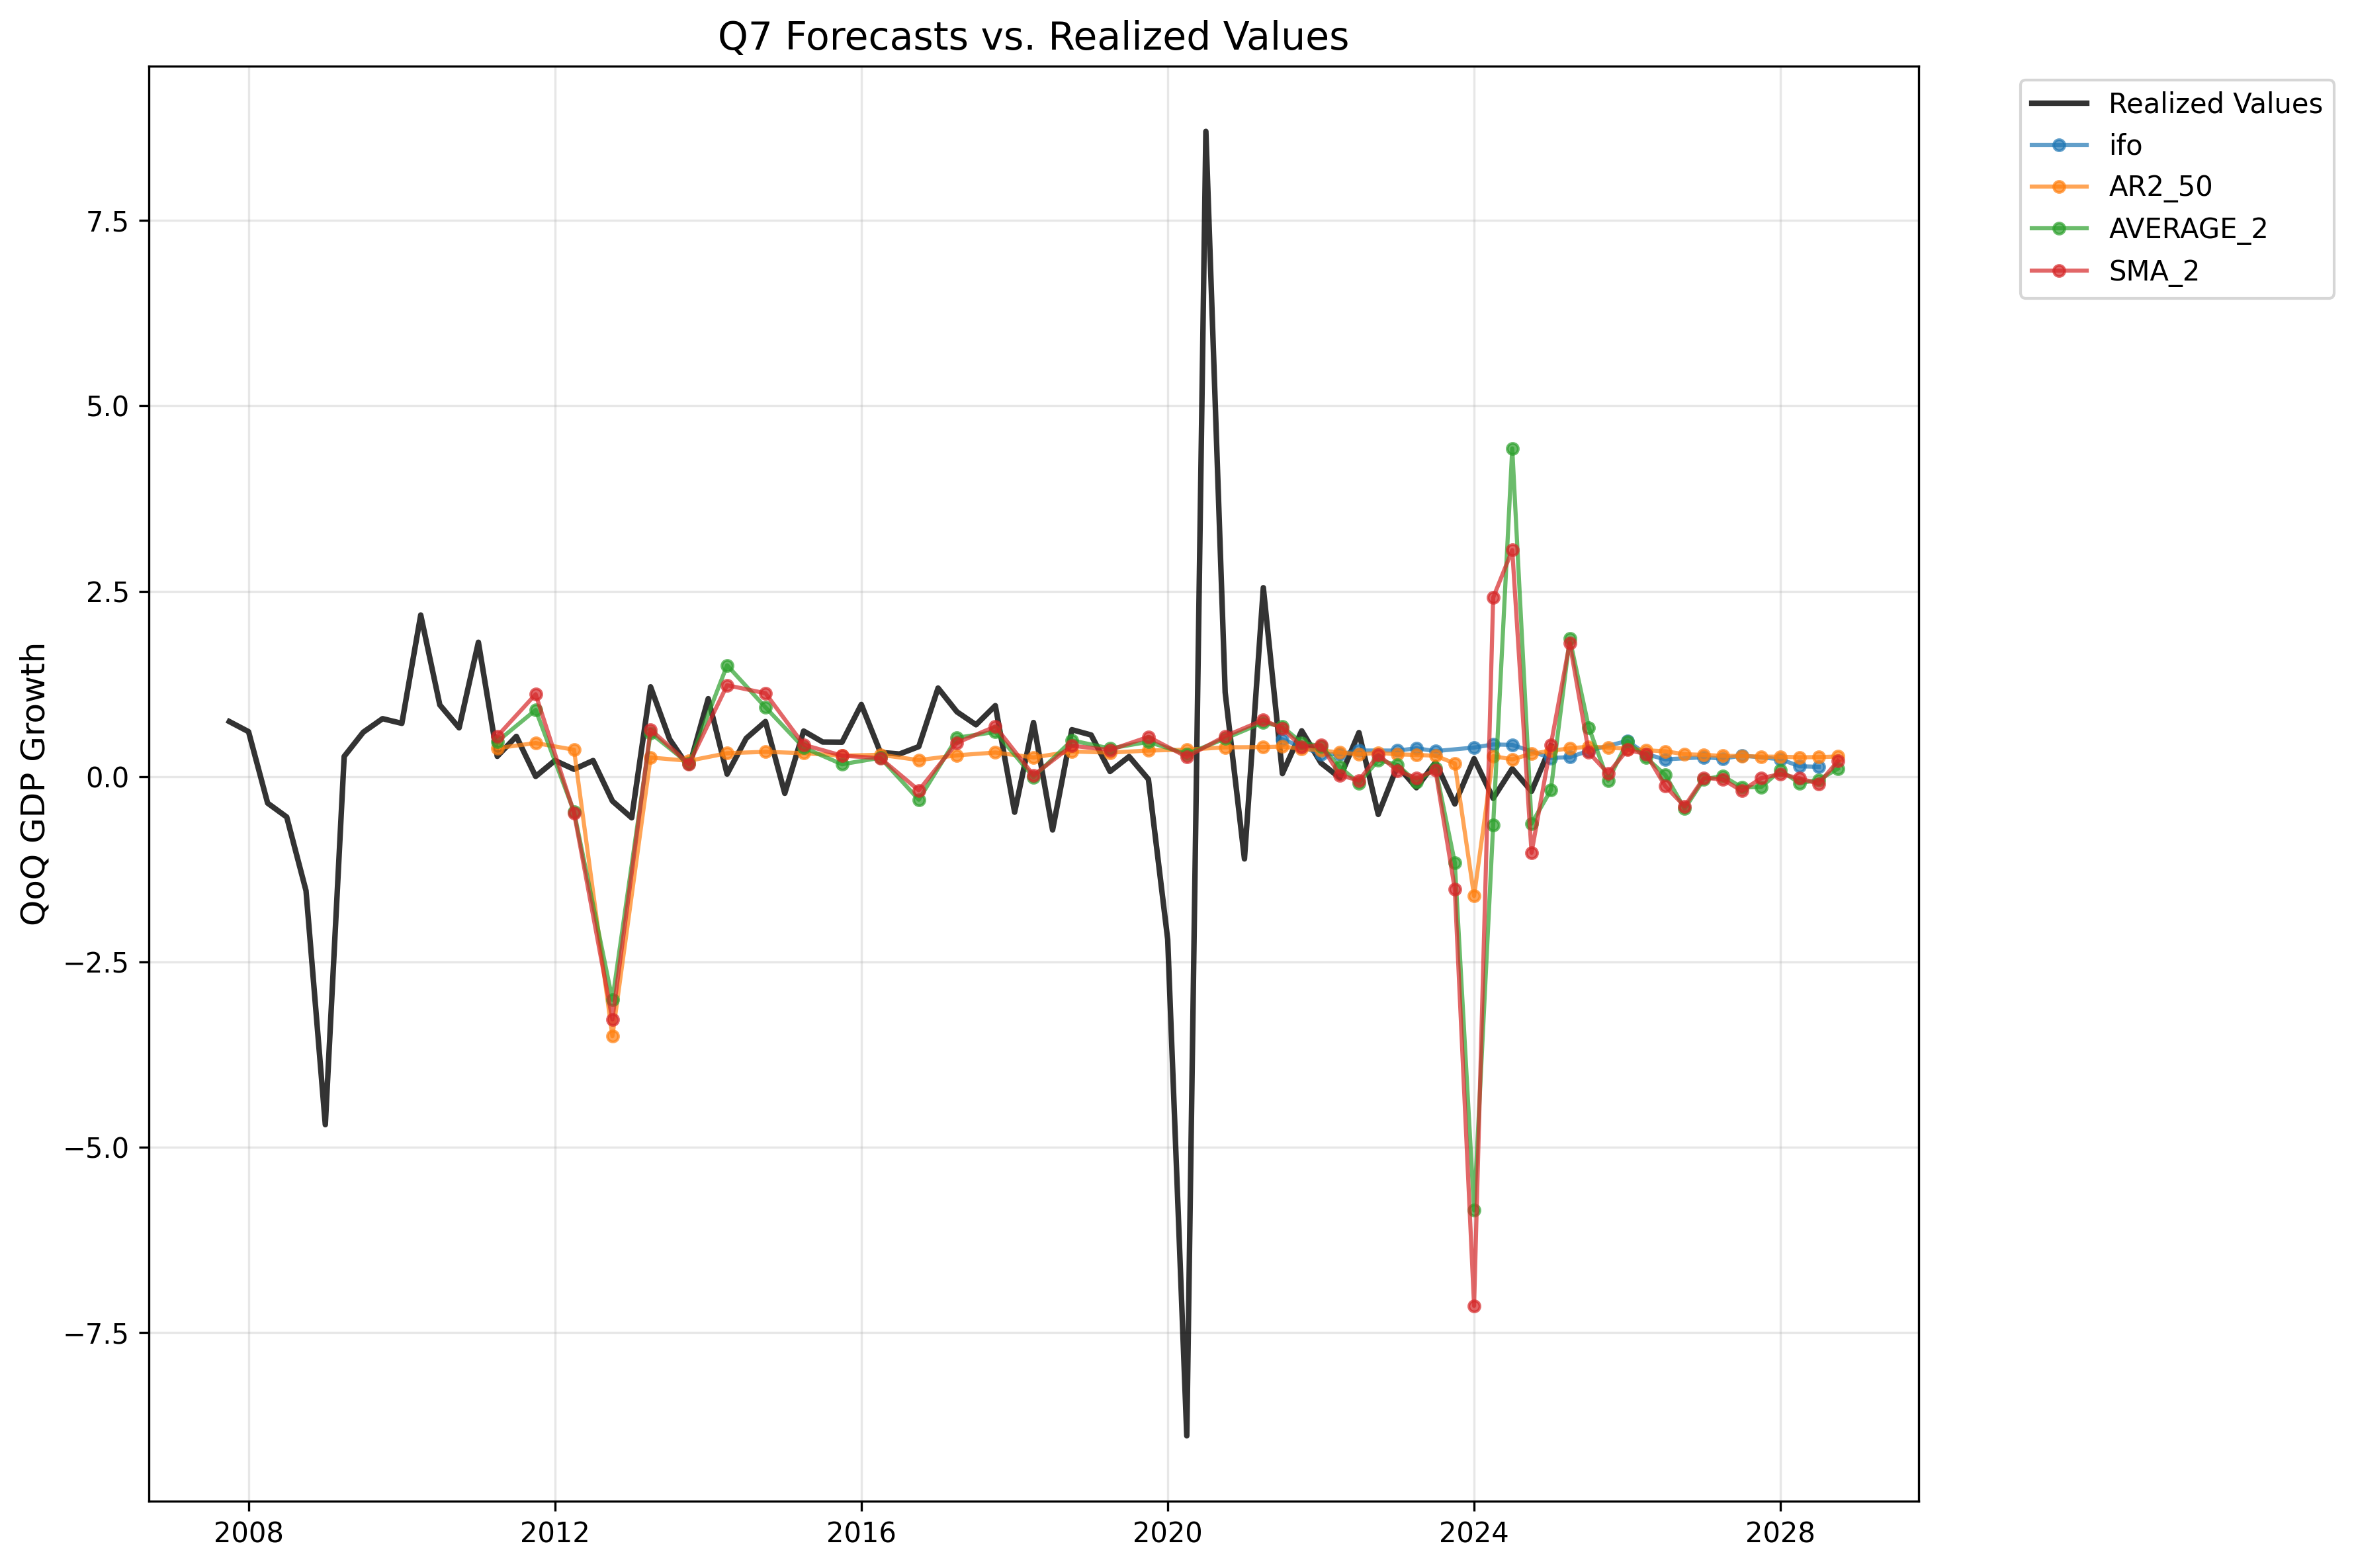 Q7 Forecasts vs. Realized Values
Realized Values
ifo
AR2_50
AVERAGE_2
SMA_2
QoQ GDP Growth
7.5
5.0
2.5
0.0
−2.5
−5.0
−7.5
2008 2012 2016 2020 2024 2028